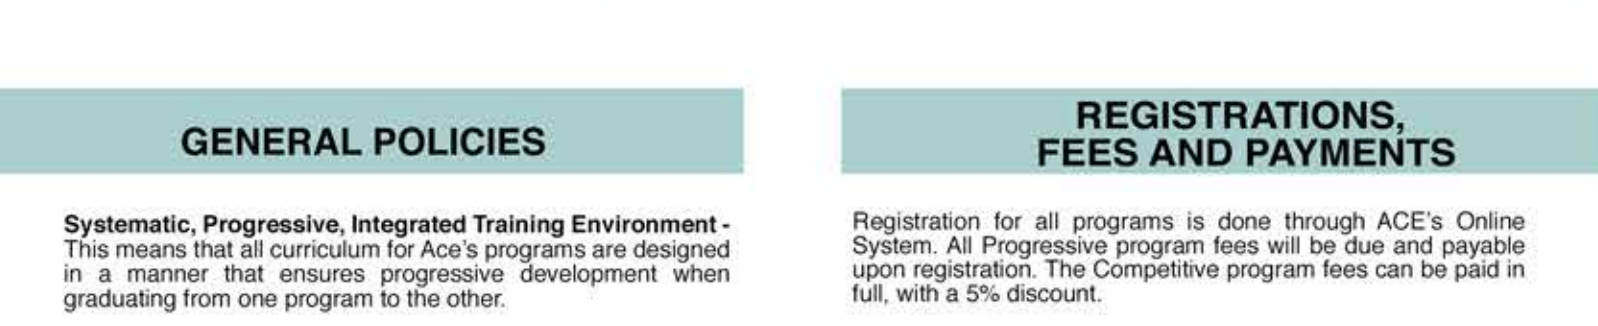 GENERAL POLICIES
Systematic, Progressive, Integrated Training Environment -
This means that all curriculum for Ace's programs are designed
in a manner that ensures progressive development when
graduating from one program to the other.
REGISTRATIONS,
FEES AND PAYMENTS
Registration for all programs is done through ACE's Online
System. All Progressive program fees will be due and payable
upon registration. The Competitive program fees can be paid in
full, with a 5% discount.